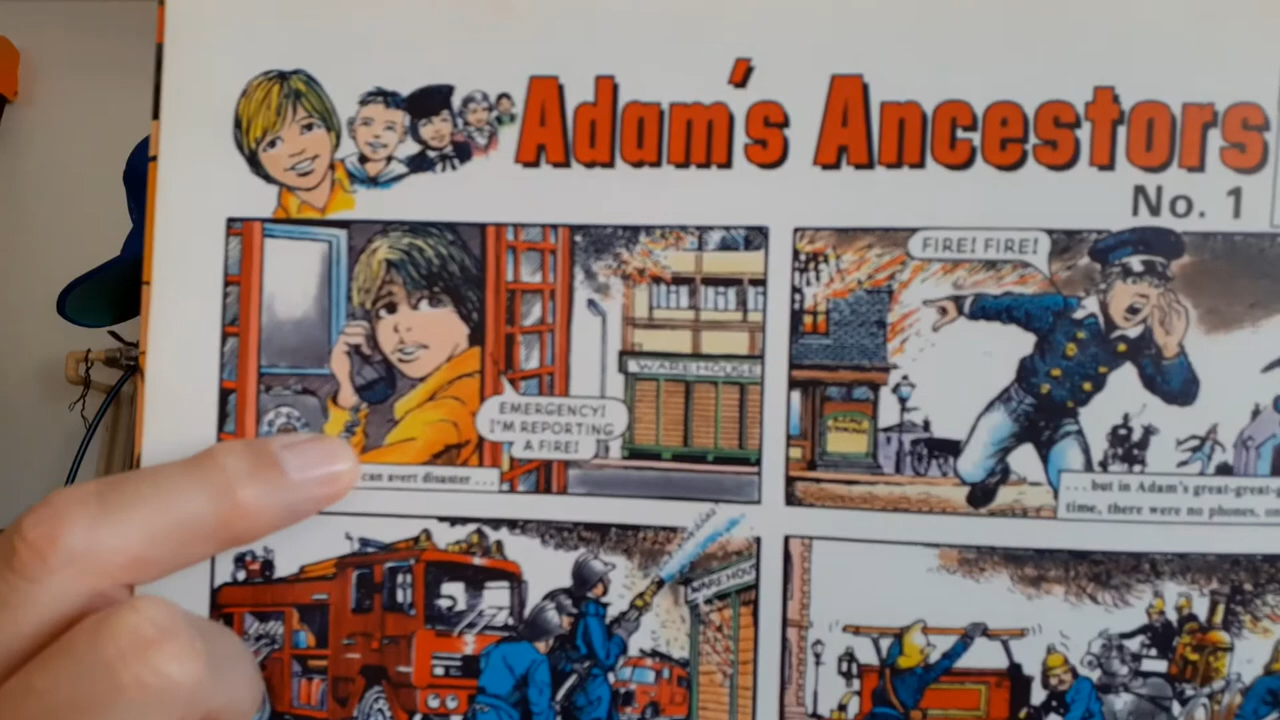 Adam's Ancestors
No. 1
EMERGENCY!
I'M REPORTING
A FIRE!
WAREHOUSE
can avert disaster . . .
FIRE! FIRE!
. . . but in Adam's great-great-
time, there were no phones,
WAREHOUS